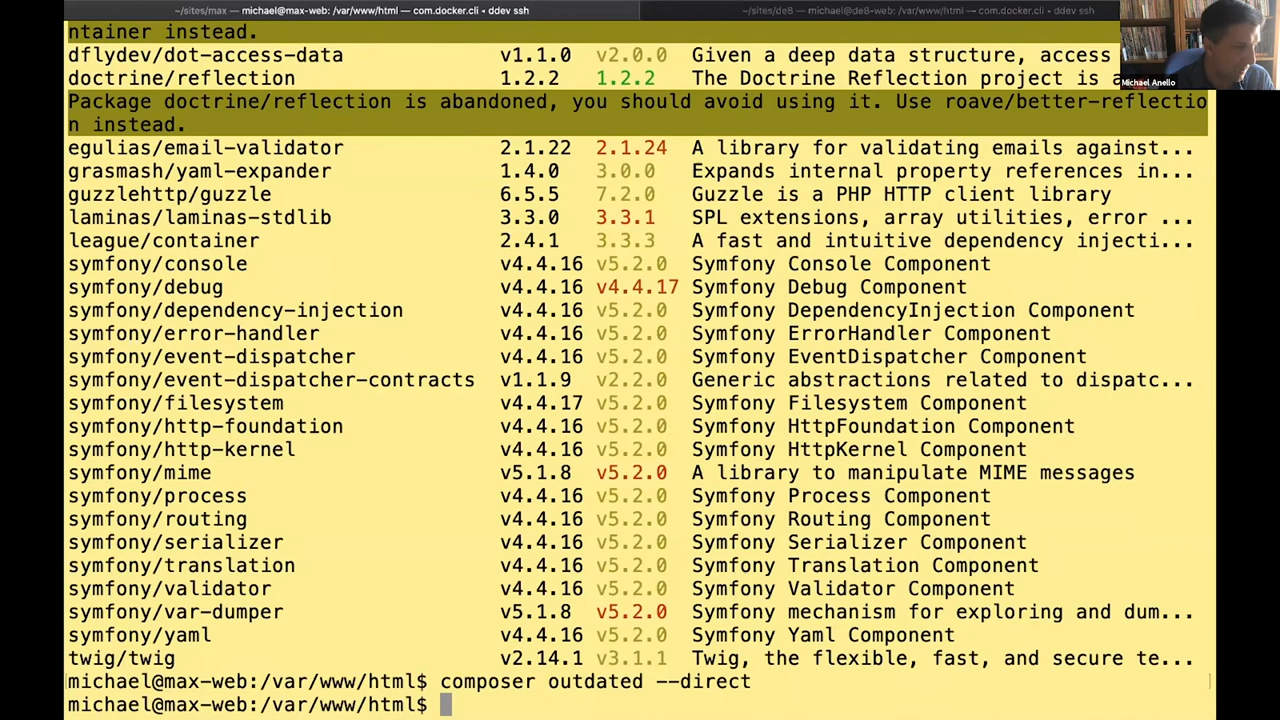 ~/sites/max — michael@max-web: /var/www/html — com.docker.cli • ddev ssh
~/sites/de8 — michael@de8-web: /var/www/html — com.docker.cli • ddev ssh
Michael Anello
ntainer instead.
dflydev/dot-access-data v1.1.0 v2.0.0 Given a deep data structure, access
doctrine/reflection 1.2.2 1.2.2 The Doctrine Reflection project is a
Package doctrine/reflection is abandoned, you should avoid using it. Use roave/better-reflectio
n instead.
egulias/email-validator 2.1.22 2.1.24 A library for validating emails against...
grasmash/yaml-expander 1.4.0 3.0.0 Expands internal property references in...
guzzlehttp/guzzle 6.5.5 7.2.0 Guzzle is a PHP HTTP client library
laminas/laminas-stdlib 3.3.0 3.3.1 SPL extensions, array utilities, error ...
league/container 2.4.1 3.3.3 A fast and intuitive dependency injecti...
symfony/console v4.4.16 v5.2.0 Symfony Console Component
symfony/debug v4.4.16 v4.4.17 Symfony Debug Component
symfony/dependency-injection v4.4.16 v5.2.0 Symfony DependencyInjection Component
symfony/error-handler v4.4.16 v5.2.0 Symfony ErrorHandler Component
symfony/event-dispatcher v4.4.16 v5.2.0 Symfony EventDispatcher Component
symfony/event-dispatcher-contracts v1.1.9 v2.2.0 Generic abstractions related to dispatc...
symfony/filesystem v4.4.17 v5.2.0 Symfony Filesystem Component
symfony/http-foundation v4.4.16 v5.2.0 Symfony HttpFoundation Component
symfony/http-kernel v4.4.16 v5.2.0 Symfony HttpKernel Component
symfony/mime v5.1.8 v5.2.0 A library to manipulate MIME messages
symfony/process v4.4.16 v5.2.0 Symfony Process Component
symfony/routing v4.4.16 v5.2.0 Symfony Routing Component
symfony/serializer v4.4.16 v5.2.0 Symfony Serializer Component
symfony/translation v4.4.16 v5.2.0 Symfony Translation Component
symfony/validator v4.4.16 v5.2.0 Symfony Validator Component
symfony/var-dumper v5.1.8 v5.2.0 Symfony mechanism for exploring and dum...
symfony/yaml v4.4.16 v5.2.0 Symfony Yaml Component
twig/twig v2.14.1 v3.1.1 Twig, the flexible, fast, and secure te...
michael@max-web:/var/www/html$ composer outdated --direct
michael@max-web:/var/www/html$